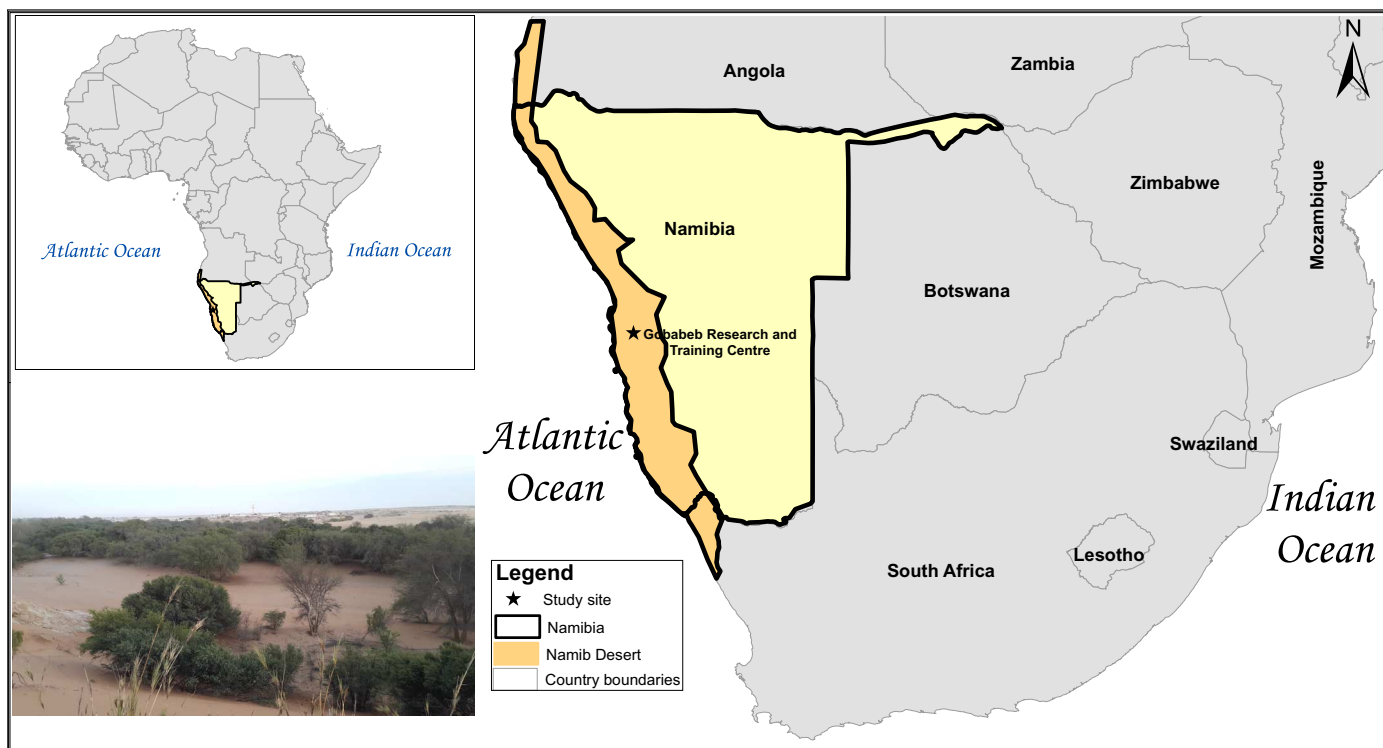 Atlantic Ocean
Indian Ocean
N
Angola
Zambia
Zimbabwe
Mozambique
Namibia
Botswana
Gobabeb Research and
Training Centre
Atlantic
Ocean
Swaziland
Indian
Ocean
Lesotho
South Africa
Legend
Study site
Namibia
Namib Desert
Country boundaries